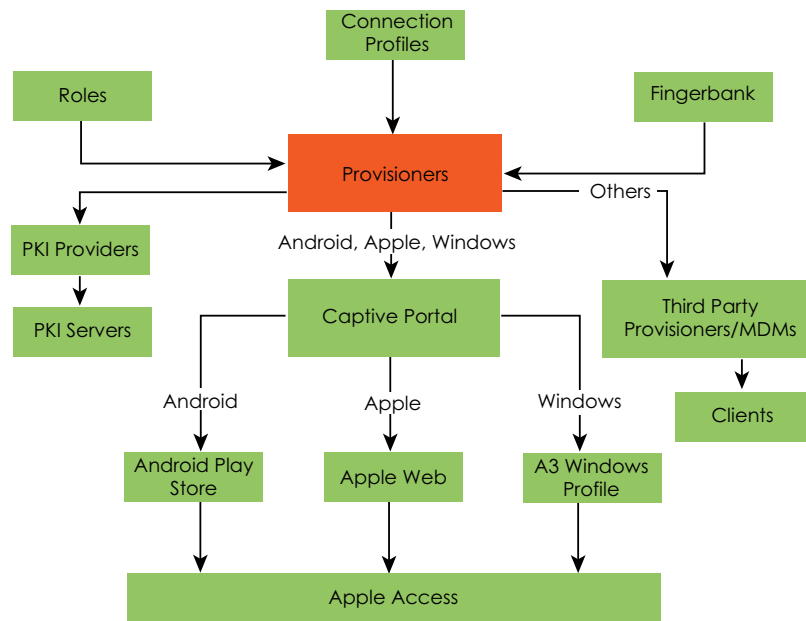 Connection
Profiles
Roles
Fingerbank
Provisioners
Others
PKI Providers
Android, Apple, Windows
PKI Servers
Captive Portal
Third Party
Provisioners/MDMs
Android
Apple
Windows
Clients
Android Play
Store
Apple Web
A3 Windows
Profile
Apple Access